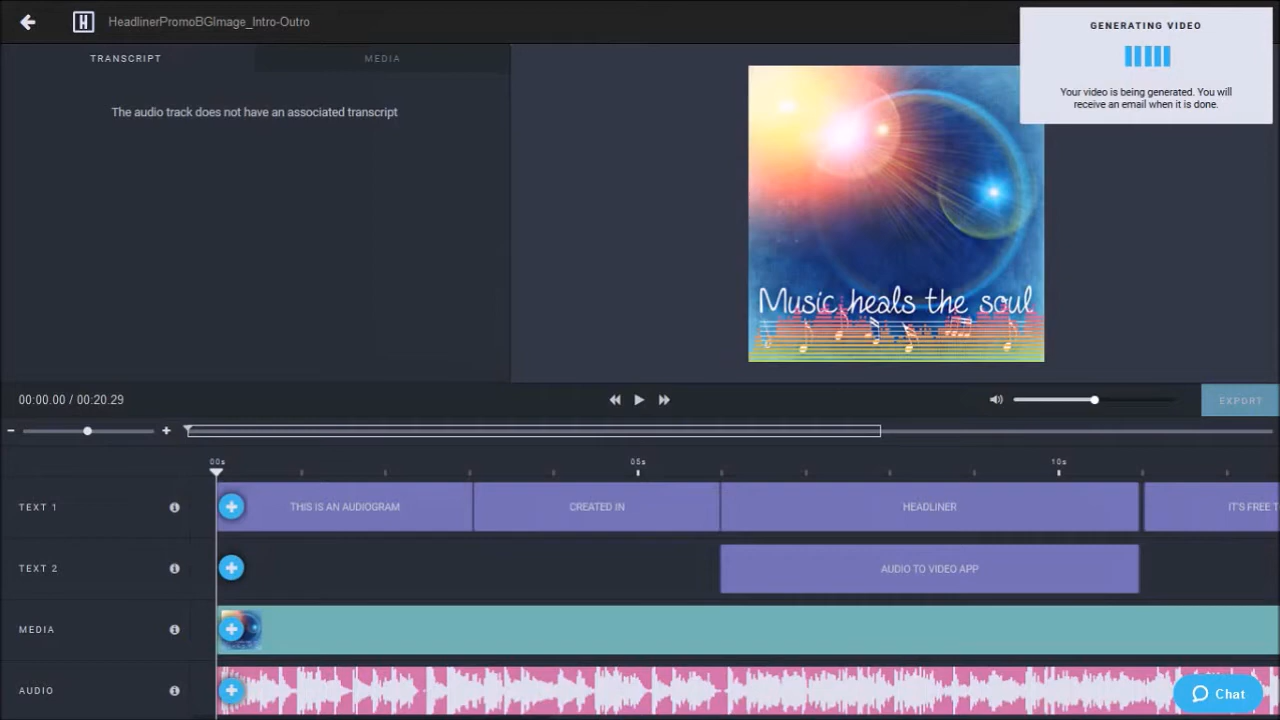 H HeadlinerPromoBGImage_Intro-Outro
GENERATING VIDEO
Your video is being generated. You will
receive an email when it is done.
TRANSCRIPT MEDIA
The audio track does not have an associated transcript
Music heals the soul
00:00.00 / 00:20.29
EXPORT
00s 05s 10s
TEXT 1 THIS IS AN AUDIOGRAM CREATED IN HEADLINER IT'S FREE T
TEXT 2 AUDIO TO VIDEO APP
MEDIA
AUDIO
Chat